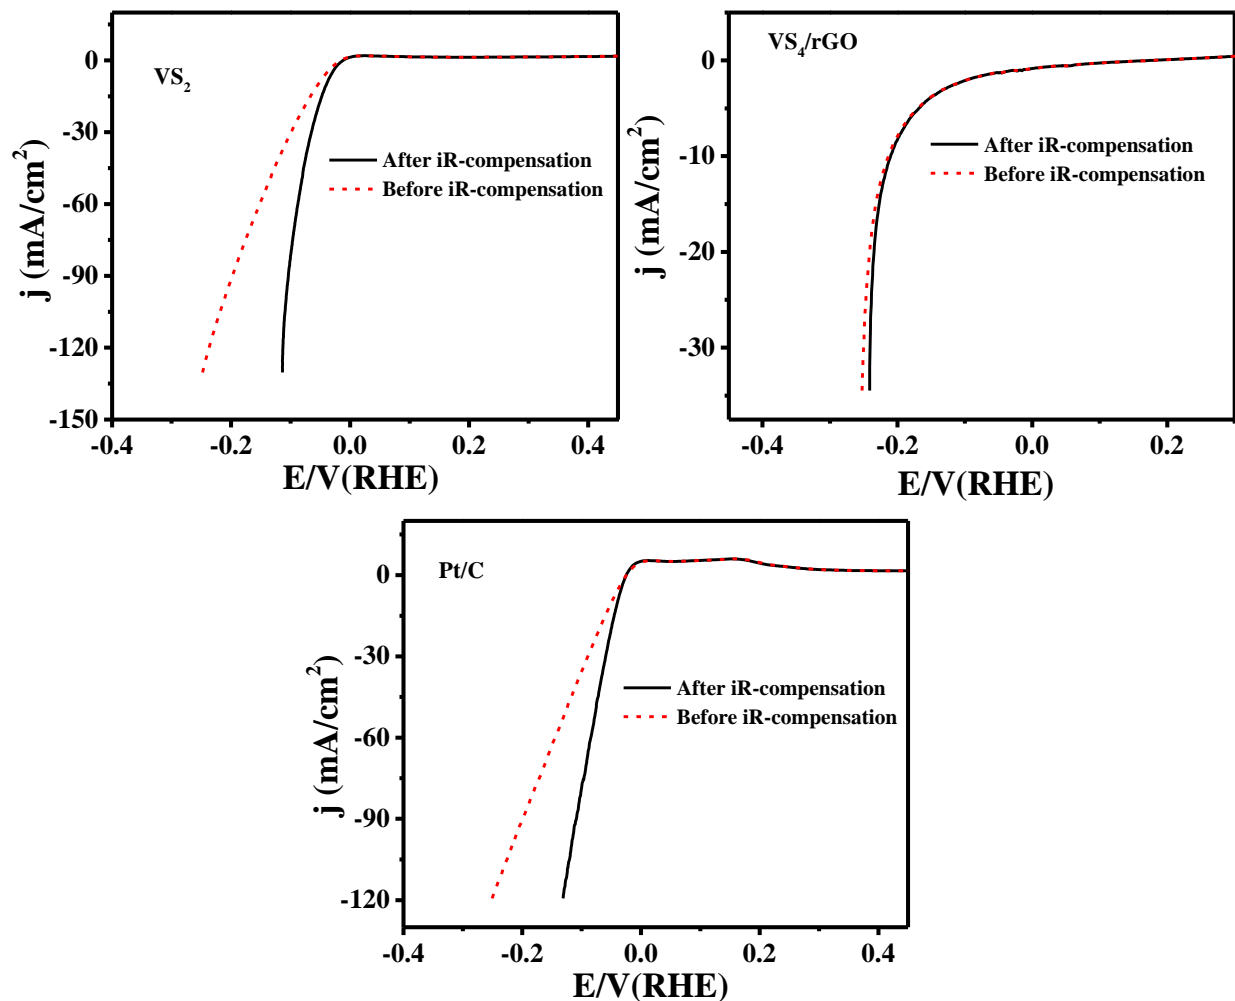 VS2
j (mA/cm2)
0
-30
-60
-90
-120
-150
After iR-compensation
Before iR-compensation
-0.4
-0.2
0.0
0.2
0.4
E/V(RHE)
VS4/rGO
j (mA/cm2)
0
-10
-20
-30
After iR-compensation
Before iR-compensation
-0.4
-0.2
0.0
0.2
E/V(RHE)
Pt/C
j (mA/cm2)
0
-30
-60
-90
-120
After iR-compensation
Before iR-compensation
-0.4
-0.2
0.0
0.2
0.4
E/V(RHE)